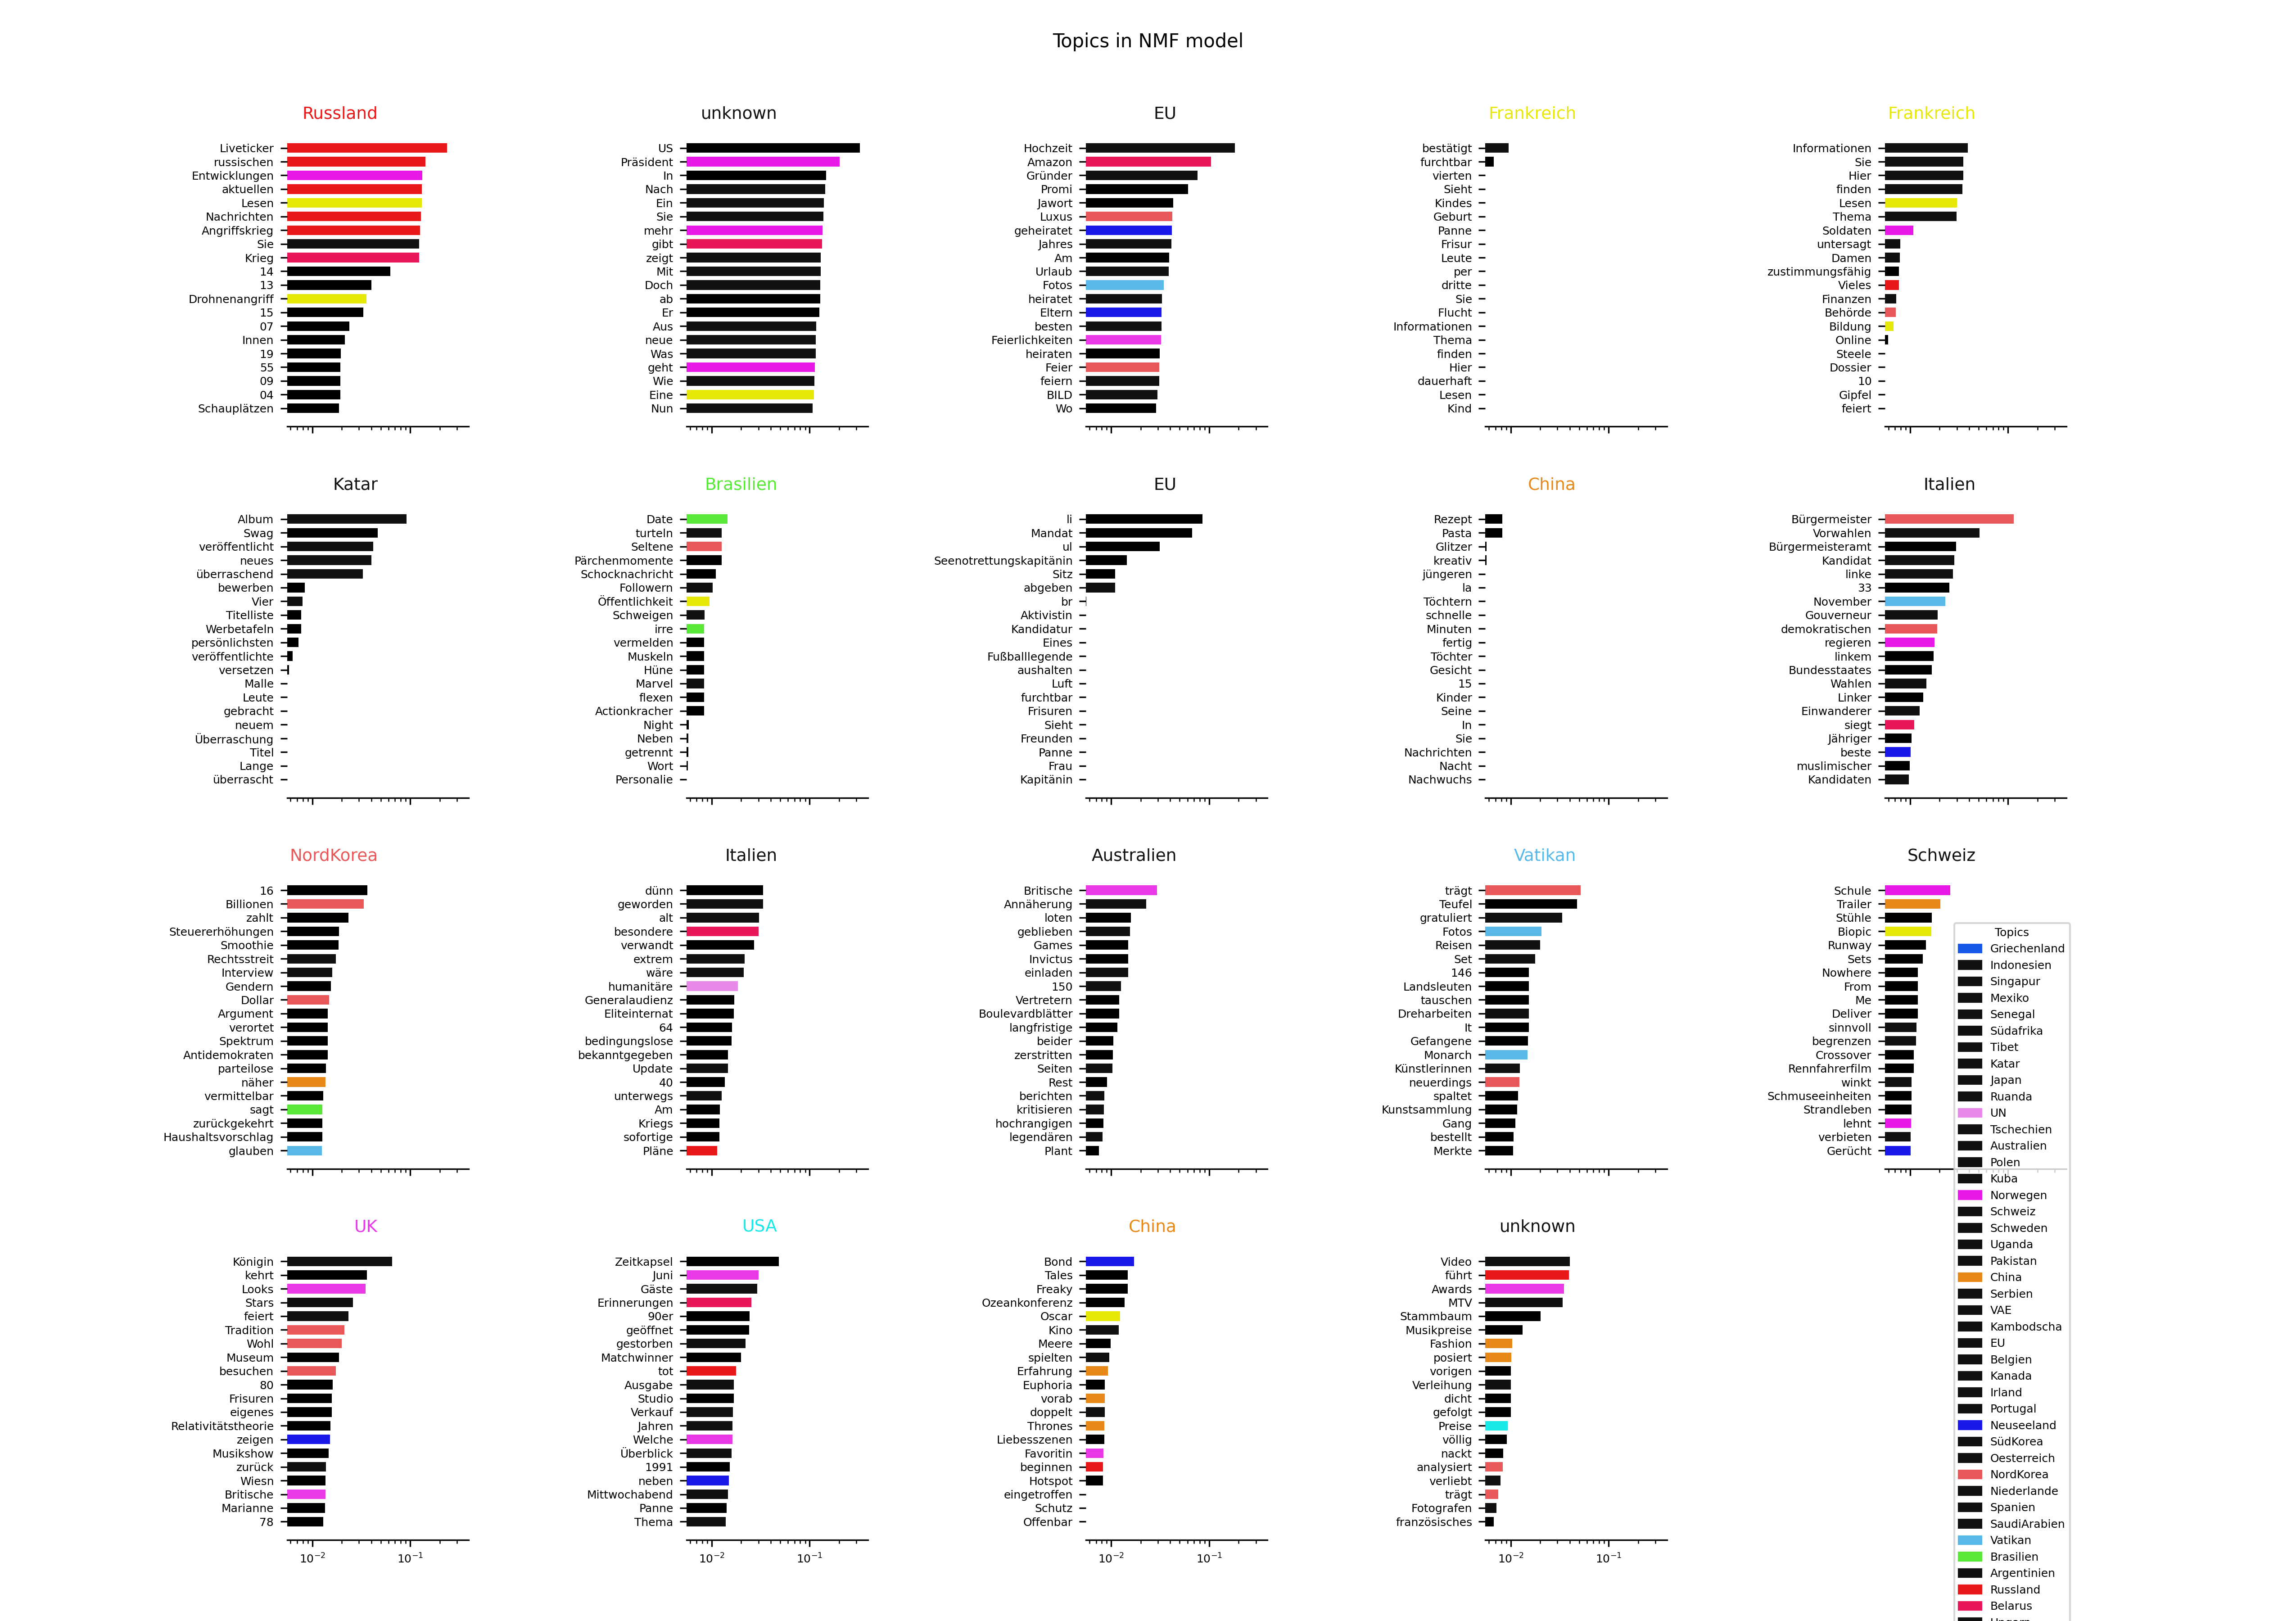 Topics in NMF model
Russland
Liveticker
russischen
Entwicklungen
aktuellen
Lesen
Nachrichten
Angriffskrieg
Sie
Krieg
14
13
Drohnenangriff
15
07
Innen
19
55
09
04
Schauplätzen
unknown
US
Präsident
In
Nach
Ein
Sie
mehr
gibt
zeigt
Mit
Doch
ab
Er
Aus
neue
Was
geht
Wie
Eine
Nun
EU
Hochzeit
Amazon
Gründer
Promi
Jawort
Luxus
geheiratet
Jahres
Am
Urlaub
Fotos
heiratet
Eltern
besten
Feierlichkeiten
heiraten
Feier
feiern
BILD
Wo
Frankreich
bestätigt
furchtbar
vierten
Sieht
Kindes
Geburt
Panne
Frisur
Leute
per
dritte
Sie
Flucht
Informationen
Thema
finden
Hier
dauerhaft
Lesen
Kind
Frankreich
Informationen
Sie
Hier
finden
Lesen
Thema
Soldaten
untersagt
Damen
zustimmungsfähig
Vieles
Finanzen
Behörde
Bildung
Online
Steele
Dossier
10
Gipfel
feiert
Katar
Album
Swag
veröffentlicht
neues
überraschend
bewerben
Vier
Titelliste
Werbetafeln
persönlichsten
veröffentlichte
versetzen
Malle
Leute
gebracht
neuem
Überraschung
Titel
Lange
überrascht
Brasilien
Date
turteln
Seltene
Pärchenmomente
Schocknachricht
Followern
Öffentlichkeit
Schweigen
irre
vermelden
Muskeln
Hüne
Marvel
flexen
Actionkracher
Night
Neben
getrennt
Wort
Personalie
EU
li
Mandat
ul
Seenotrettungskapitänin
Sitz
abgeben
br
Aktivistin
Kandidatur
Eines
Fußballlegende
aushalten
Luft
furchtbar
Frisuren
Sieht
Freunden
Panne
Frau
Kapitänin
China
Rezept
Pasta
Glitzer
kreativ
jüngeren
la
Töchtern
schnelle
Minuten
fertig
Töchter
Gesicht
15
Kinder
Seine
In
Sie
Nachrichten
Nacht
Nachwuchs
Italien
Bürgermeister
Vorwahlen
Bürgermeisteramt
Kandidat
linke
33
November
Gouverneur
demokratischen
regieren
linkem
Bundesstaates
Wahlen
Linker
Einwanderer
siegt
Jähriger
beste
muslimischer
Kandidaten
NordKorea
16
Billionen
zahlt
Steuererhöhungen
Smoothie
Rechtsstreit
Interview
Gendern
Dollar
Argument
verortet
Spektrum
Antidemokraten
parteilose
näher
vermittelbar
sagt
zurückgekehrt
Haushaltsvorschlag
glauben
Italien
dünn
geworden
alt
besondere
verwandt
extrem
wäre
humanitäre
Generalaudienz
Eliteinternat
64
bedingungslose
bekanntgegeben
Update
40
unterwegs
Am
Kriegs
sofortige
Pläne
Australien
Britische
Annäherung
loten
geblieben
Games
Invictus
einladen
150
Vertretern
Boulevardblätter
langfristige
beider
zerstritten
Seiten
Rest
berichten
kritisieren
hochrangigen
legendären
Plant
Vatikan
trägt
Teufel
gratuliert
Fotos
Reisen
Set
146
Landsleuten
tauschen
Dreharbeiten
It
Gefangene
Monarch
Künstlerinnen
neuerdings
spaltet
Kunstsammlung
Gang
bestellt
Merkte
Schweiz
Schule
Trailer
Stühle
Biopic
Runway
Sets
Nowhere
From
Me
Deliver
sinnvoll
begrenzen
Crossover
Rennfahrerfilm
winkt
Schmuseeinheiten
Strandleben
lehnt
verbieten
Gerücht
UK
Königin
kehrt
Looks
Stars
feiert
Tradition
Wohl
Museum
besuchen
80
Frisuren
eigenes
Relativitätstheorie
zeigen
Musikshow
zurück
Wiesn
Britische
Marianne
78
10⁻² 10⁻¹
USA
Zeitkapsel
Juni
Gäste
Erinnerungen
90er
geöffnet
gestorben
Matchwinner
tot
Ausgabe
Studio
Verkauf
Jahren
Welche
Überblick
1991
neben
Mittwochabend
Panne
Thema
10⁻² 10⁻¹
China
Bond
Tales
Freaky
Ozeankonferenz
Oscar
Kino
Meere
spielten
Erfahrung
Euphoria
vorab
doppelt
Thrones
Liebesszenen
Favoritin
beginnen
Hotspot
eingetroffen
Schutz
Offenbar
10⁻² 10⁻¹
unknown
Video
führt
Awards
MTV
Stammbaum
Musikpreise
Fashion
posiert
vorigen
Verleihung
dicht
gefolgt
Preise
völlig
nackt
analysiert
verliebt
trägt
Fotografen
französisches
10⁻² 10⁻¹
Topics
Griechenland
Indonesien
Singapur
Mexiko
Senegal
Südafrika
Tibet
Katar
Japan
Ruanda
UN
Tschechien
Australien
Polen
Kuba
Norwegen
Schweiz
Schweden
Uganda
Pakistan
China
Serbien
VAE
Kambodscha
EU
Belgien
Kanada
Irland
Portugal
Neuseeland
SüdKorea
Oesterreich
NordKorea
Niederlande
Spanien
SaudiArabien
Vatikan
Brasilien
Argentinien
Russland
Belarus